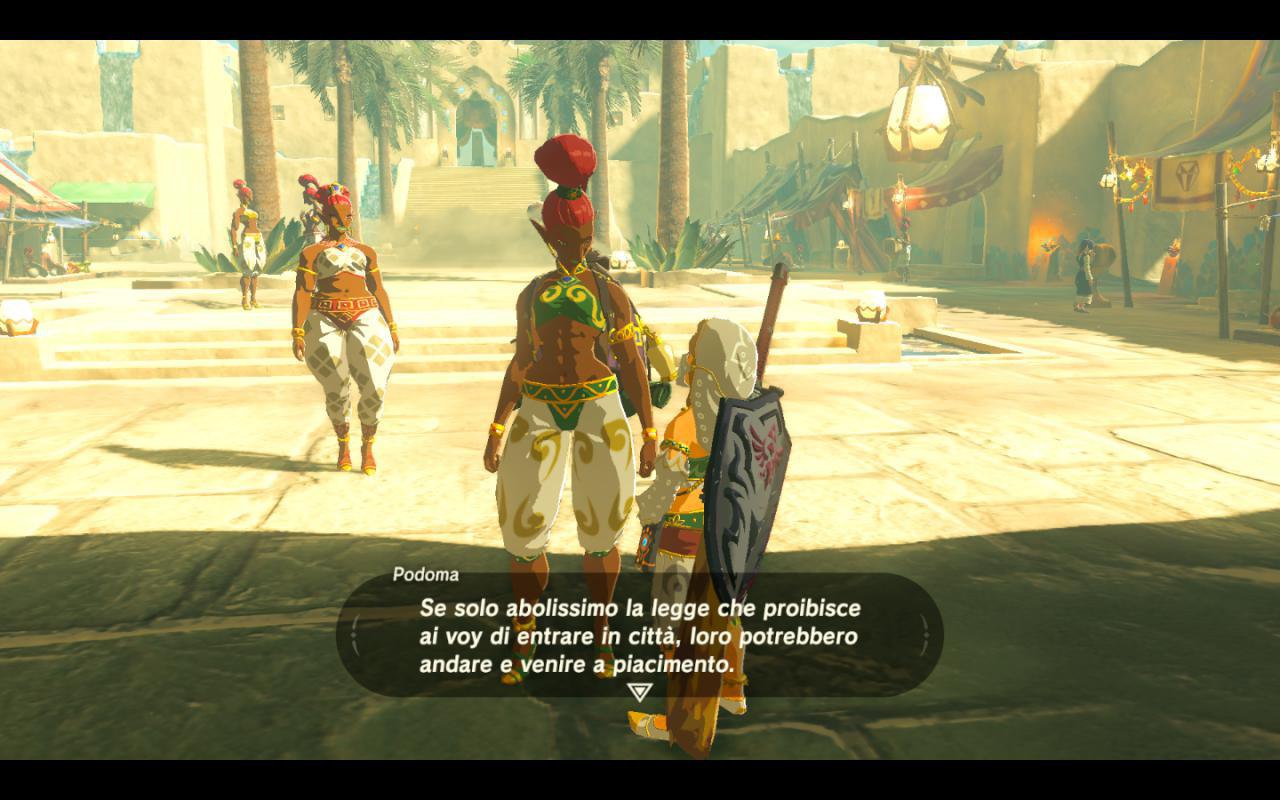 Podoma
Se solo abolissimo la legge che proibisce
ai voy di entrare in città, loro potrebbero
andare e venire a piacimento.